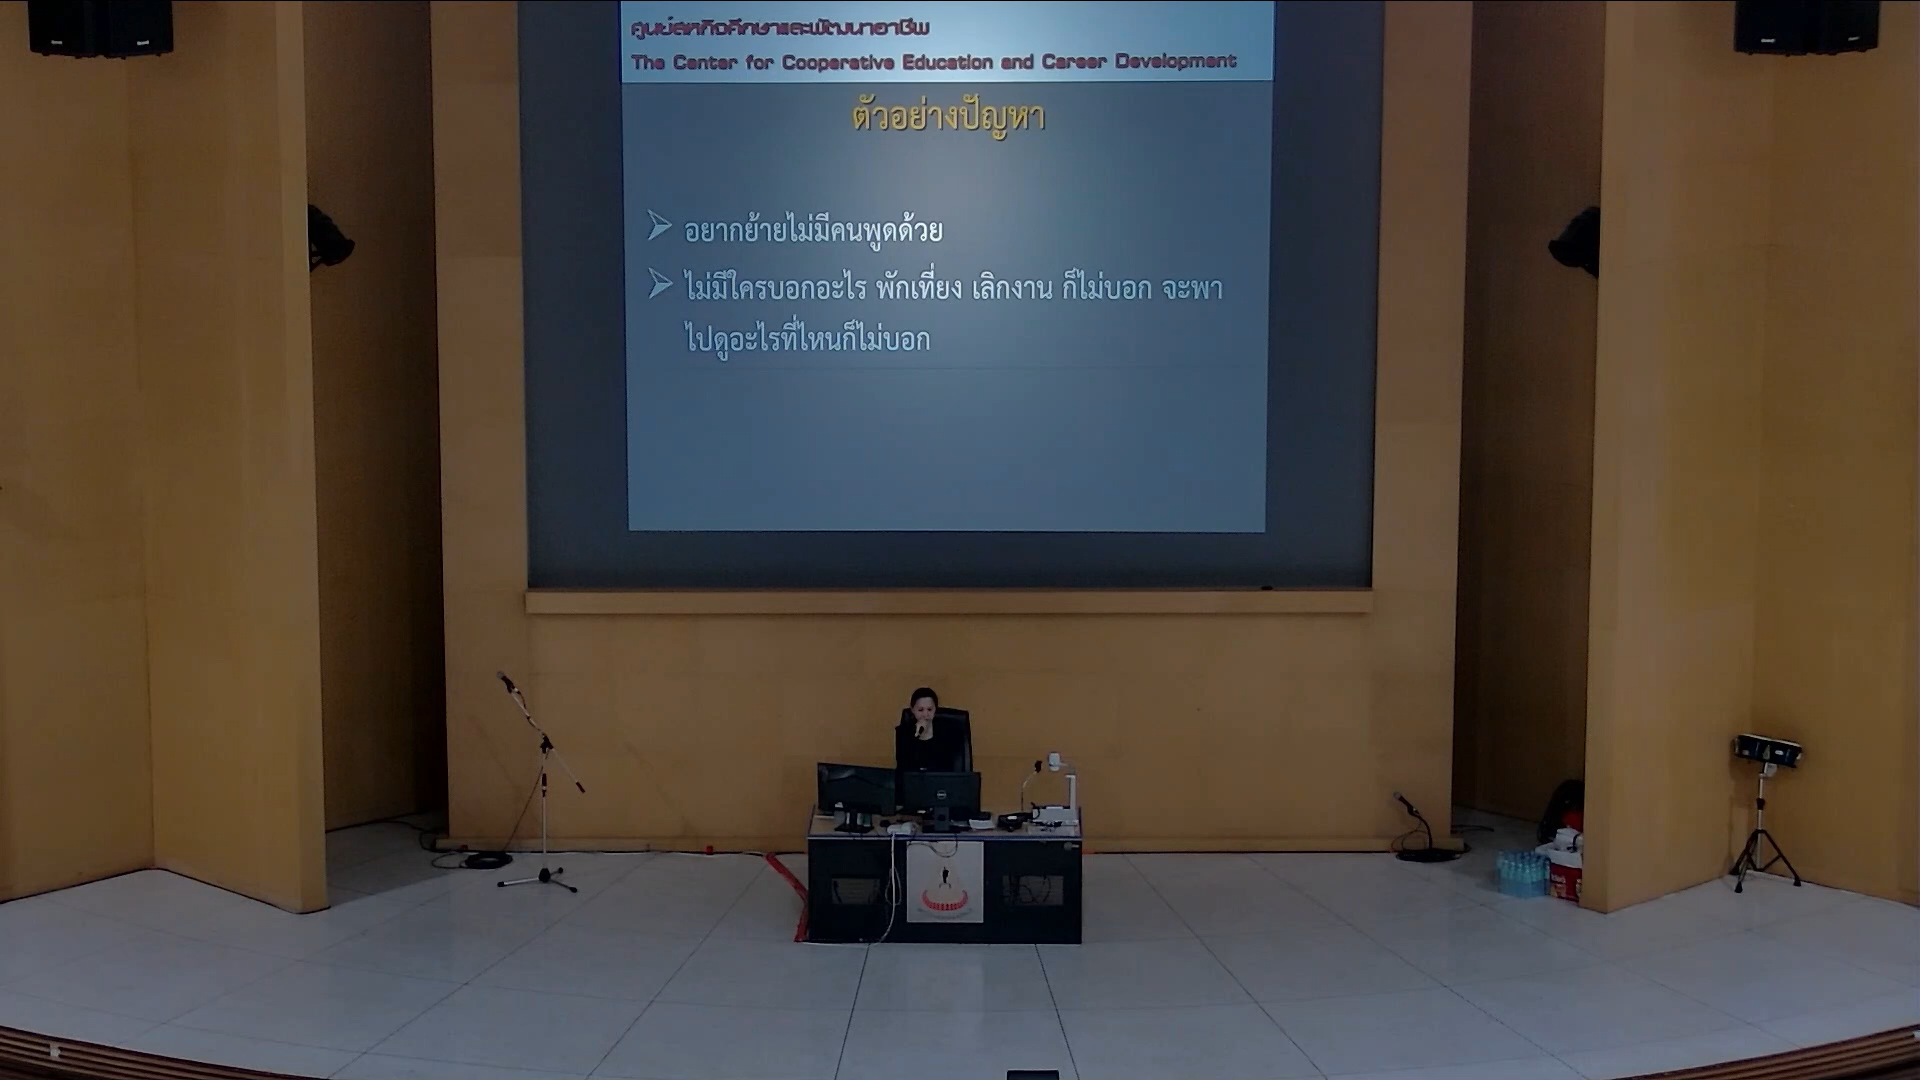 ศูนย์สหกิจศึกษาและพัฒนาอาชีพ
The Center for Cooperative Education and Career Development
ตัวอย่างปัญหา
อยากย้ายไม่มีคนพูดด้วย
ไม่มีใครบอกอะไร พักเที่ยง เลิกงาน ก็ไม่บอก จะพา
ไปดูอะไรที่ไหนก็ไม่บอก